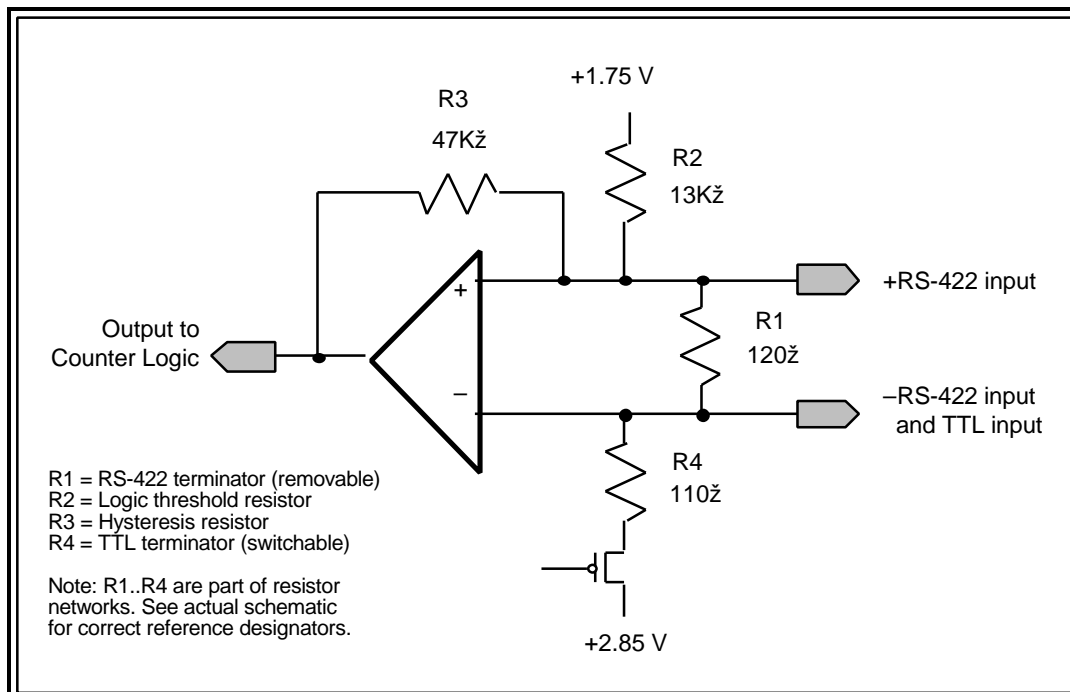 +1.75 V
R3
47Kž
R2
13Kž
+
+RS-422 input
R1
120ž
Output to
Counter Logic
–
–RS-422 input
and TTL input
R4
110ž
R1 = RS-422 terminator (removable)
R2 = Logic threshold resistor
R3 = Hysteresis resistor
R4 = TTL terminator (switchable)
Note: R1..R4 are part of resistor
networks. See actual schematic
for correct reference designators.
+2.85 V